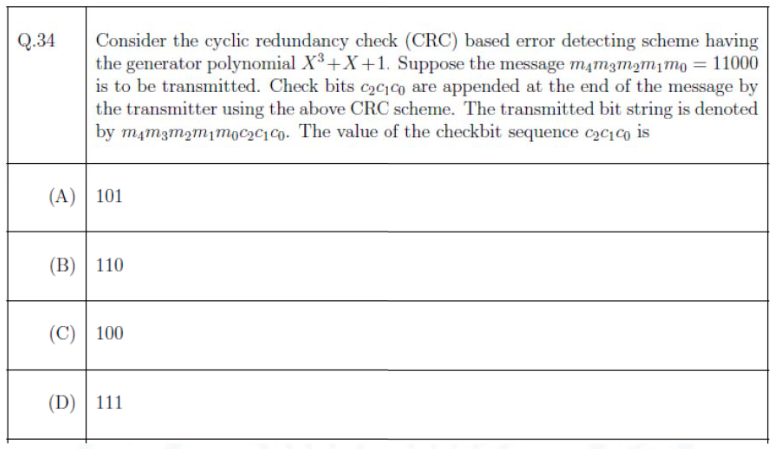 Q.34 Consider the cyclic redundancy check (CRC) based error detecting scheme having
the generator polynomial X³+X+1. Suppose the message m₄m₃m₂m₁m₀ = 11000
is to be transmitted. Check bits c₂c₁c₀ are appended at the end of the message by
the transmitter using the above CRC scheme. The transmitted bit string is denoted
by m₄m₃m₂m₁m₀c₂c₁c₀. The value of the checkbit sequence c₂c₁c₀ is
(A) 101
(B) 110
(C) 100
(D) 111